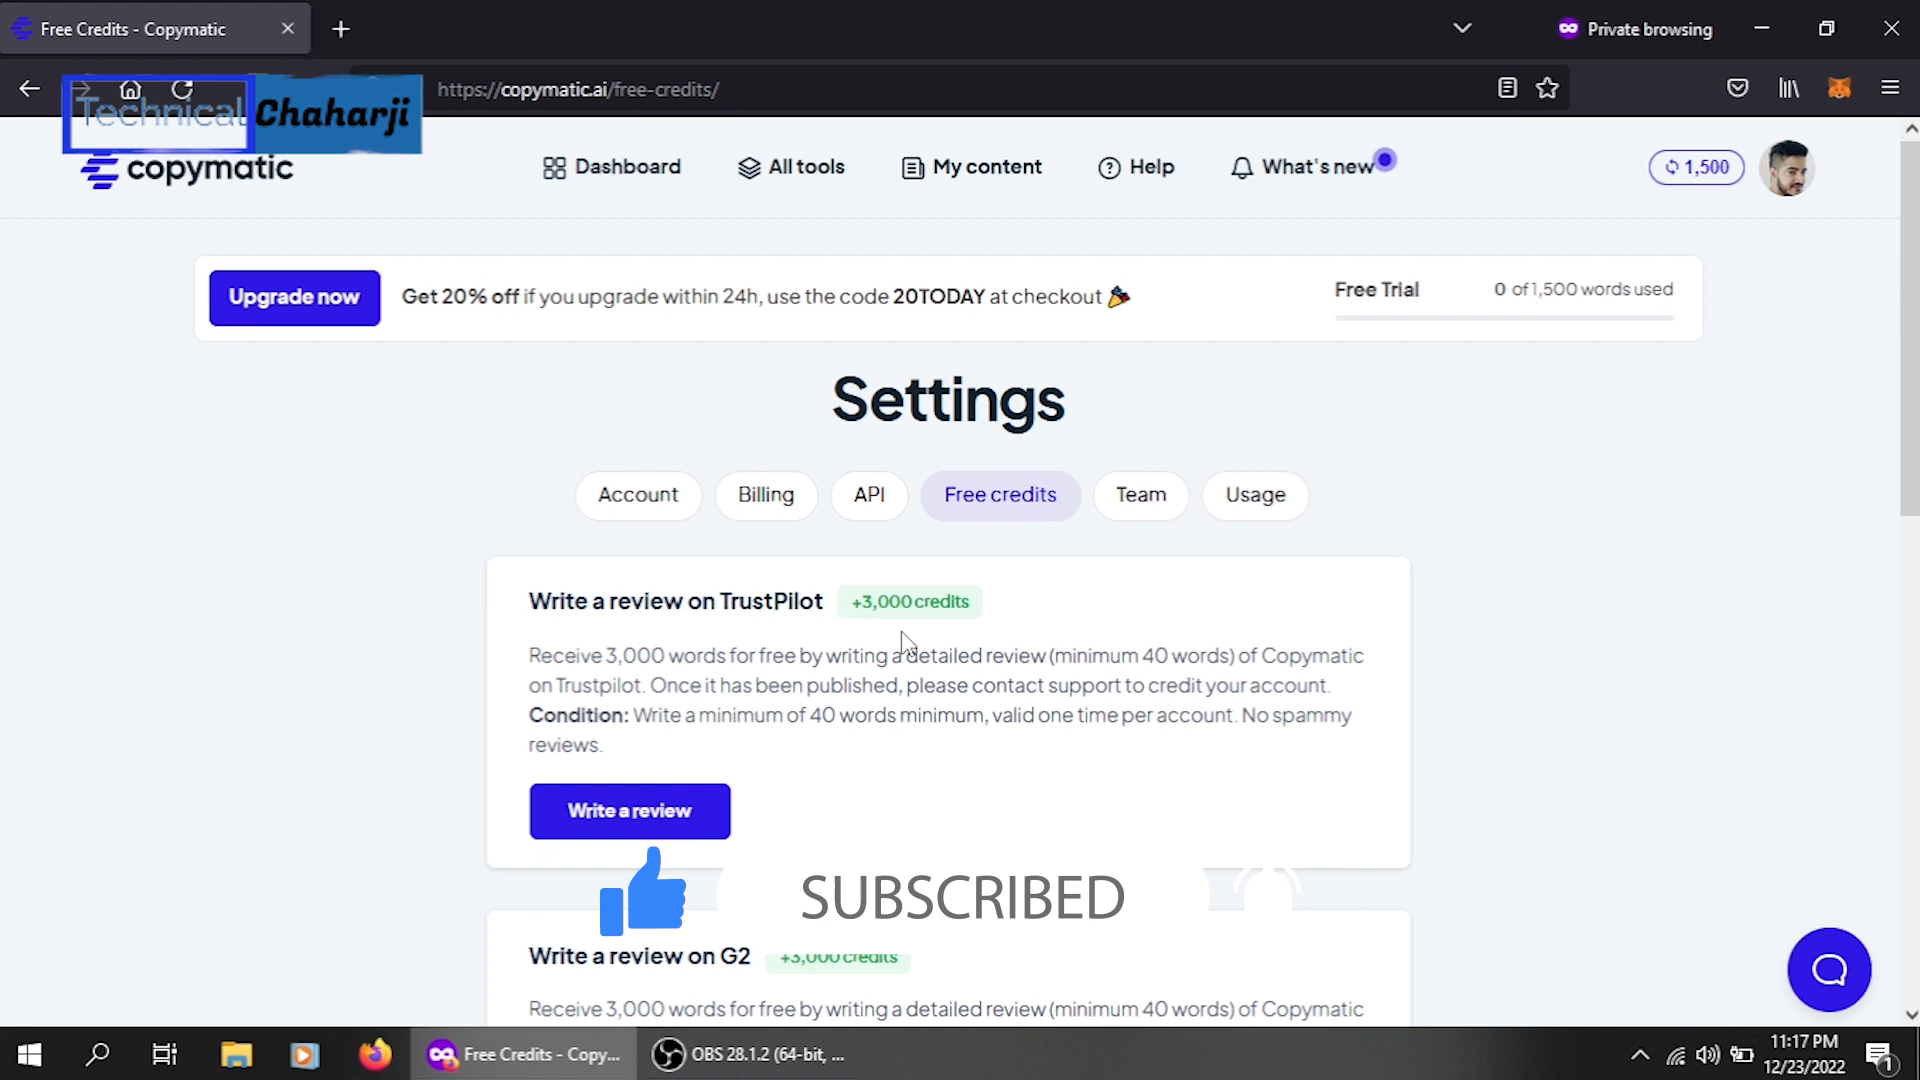 Free Credits - Copymatic
Private browsing
https://copymatic.ai/free-credits/
Technical Chaharji
copymatic
Dashboard
All tools
My content
Help
What's new
1,500
Upgrade now
Get 20% off if you upgrade within 24h, use the code 20TODAY at checkout
Free Trial
0 of 1,500 words used
Settings
Account
Billing
API
Free credits
Team
Usage
Write a review on TrustPilot
+3,000 credits
Receive 3,000 words for free by writing a detailed review (minimum 40 words) of Copymatic
on Trustpilot. Once it has been published, please contact support to credit your account.
Condition: Write a minimum of 40 words minimum, valid one time per account. No spammy
reviews.
Write a review
SUBSCRIBED
Write a review on G2
+3,000 credits
Receive 3,000 words for free by writing a detailed review (minimum 40 words) of Copymatic
Free Credits - Copy...
OBS 28.1.2 (64-bit, ...
11:17 PM
12/23/2022
1